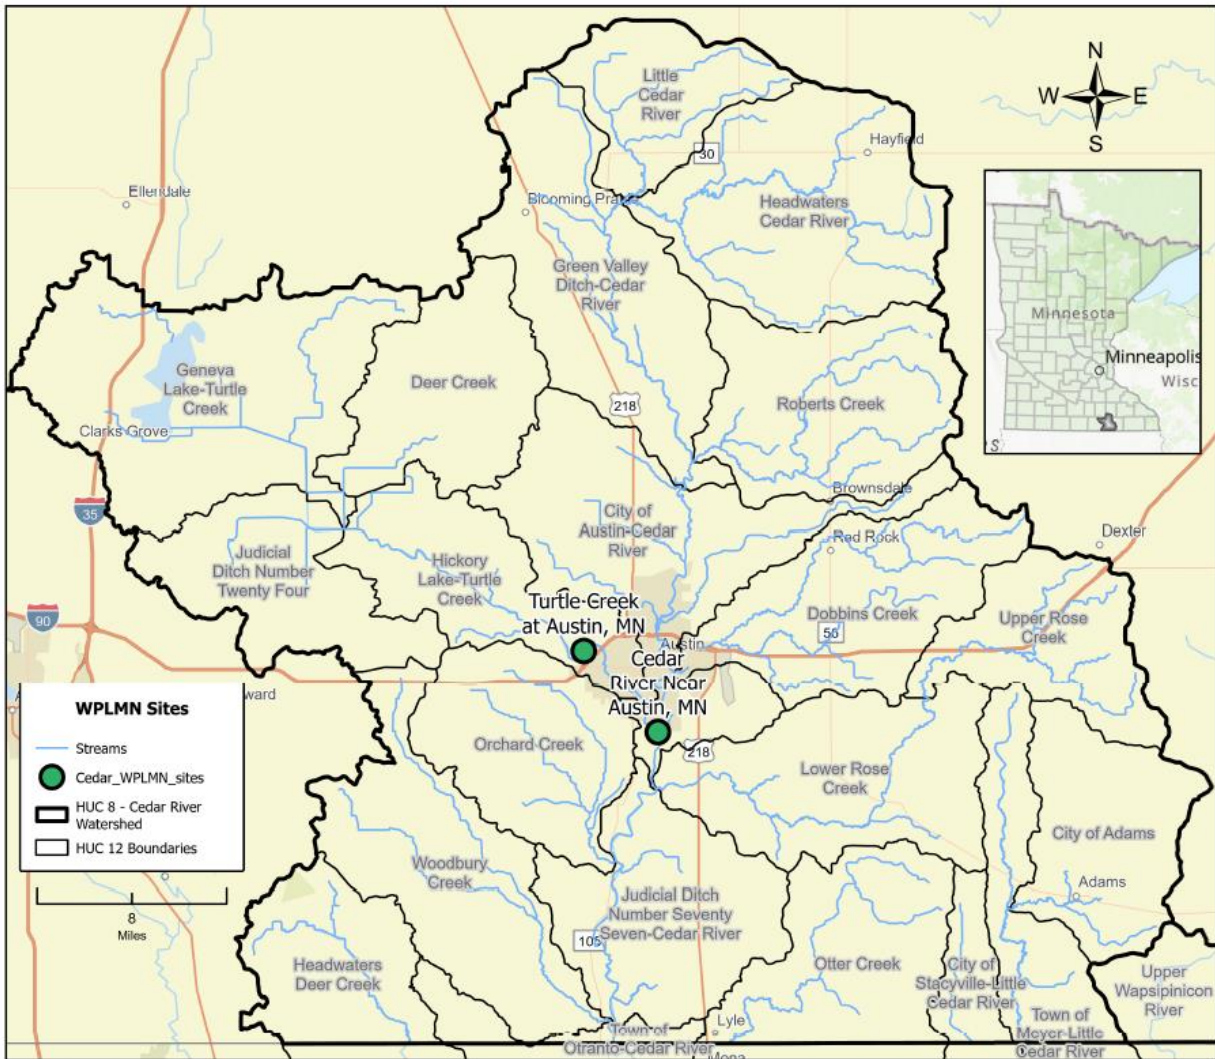 Little
Cedar
River
N
W
E
S
Hayfield
30
Ellendale
Blooming Prairie
Headwaters
Cedar River
Green Valley
Ditch-Cedar
River
Minnesota
Minneapolis
Wisc
S
Geneva
Lake-Turtle
Creek
Deer Creek
218
Roberts Creek
Clarks Grove
35
Brownsdale
City of
Austin-Cedar
River
Red Rock
Dexter
Judicial
Ditch Number
Twenty Four
Hickory
Lake-Turtle
Creek
90
Turtle Creek
at Austin, MN
Dobbins Creek
56
Upper Rose
Creek
Austin
Cedar
River Near
Austin, MN
A
ward
WPLMN Sites
Streams
Cedar_WPLMN_sites
HUC 8 - Cedar River
Watershed
HUC 12 Boundaries
8
Miles
Orchard Creek
218
Lower Rose
Creek
City of Adams
Adams
Woodbury
Creek
Judicial Ditch
Number Seventy
Seven-Cedar River
105
Headwaters
Deer Creek
Otter Creek
City of
Stacyville-Little
Cedar River
Upper
Wapsipinicon
River
Lyle
Town of
Otranto-Cedar River
Mona
Town of
Meyer-Little
Cedar River